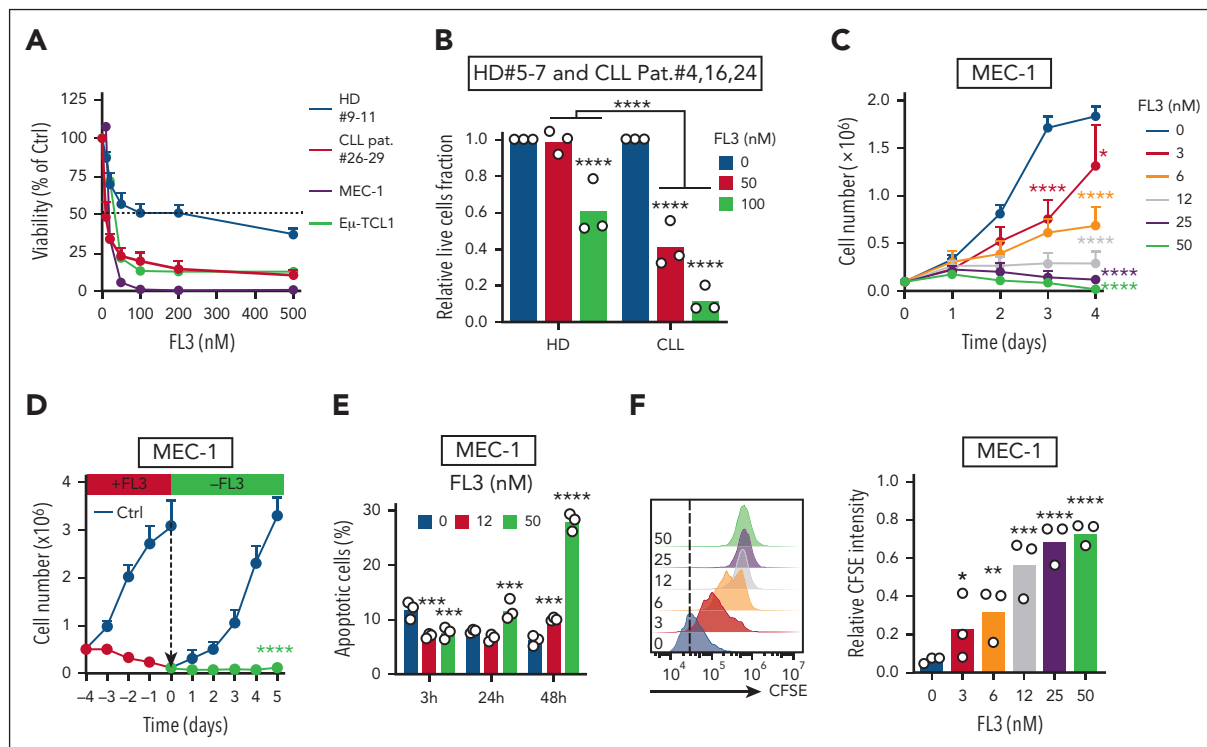 A
Viability (% of Ctrl)
125
100
75
50
25
0
0 100 200 300 400 500
FL3 (nM)
HD
#9-11
CLL pat.
#26-29
MEC-1
Eμ-TCL1
B
HD#5-7 and CLL Pat.#4,16,24
****
Relative live cells fraction
1.0
0.8
0.6
0.4
0.2
0.0
****
****
****
HD CLL
FL3 (nM)
0
50
100
C
MEC-1
Cell number (×10⁶)
2.0
1.5
1.0
0.5
0.0
0 1 2 3 4
Time (days)
****
*
****
****
****
****
FL3 (nM)
0
3
6
12
25
50
D
MEC-1
+FL3 –FL3
Ctrl
Cell number (x10⁶)
4
3
2
1
0
****
–4 –3 –2 –1 0 1 2 3 4 5
Time (days)
E
MEC-1
FL3 (nM)
0 12 50
Apoptotic cells (%)
30
20
10
0
*** *** *** *** ****
3h 24h 48h
F
50
25
12
6
3
0
10⁴ 10⁵ 10⁶ 10⁷
CFSE
MEC-1
Relative CFSE intensity
1.0
0.8
0.6
0.4
0.2
0.0
* ** *** **** ****
0 3 6 12 25 50
FL3 (nM)